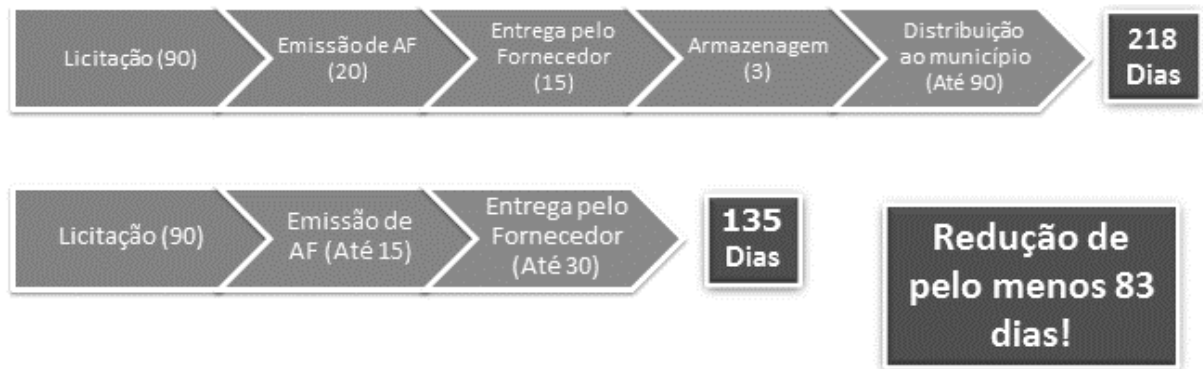 Licitação (90)
Emissão de AF
(20)
Entrega pelo
Fornecedor
(15)
Armazenagem
(3)
Distribuição
ao município
(Até 90)
218
Dias
Licitação (90)
Emissão de
AF (Até 15)
Entrega pelo
Fornecedor
(Até 30)
135
Dias
Redução de
pelo menos 83
dias!